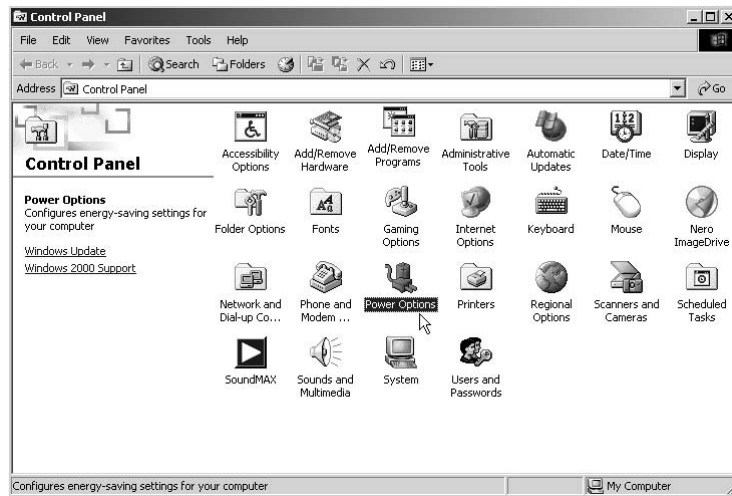 Control Panel
File Edit View Favorites Tools Help
Back Search Folders
Address Control Panel Go
Control Panel
Power Options
Configures energy-saving settings for
your computer
Windows Update
Windows 2000 Support
Accessibility
Options
Add/Remove
Hardware
Add/Remove
Programs
Administrative
Tools
Automatic
Updates
Date/Time
Display
Folder Options
Fonts
Gaming
Options
Internet
Options
Keyboard
Mouse
Nero
ImageDrive
Network and
Dial-up Co...
Phone and
Modem ...
Power Options
Printers
Regional
Options
Scanners and
Cameras
Scheduled
Tasks
SoundMAX
Sounds and
Multimedia
System
Users and
Passwords
Configures energy-saving settings for your computer
My Computer